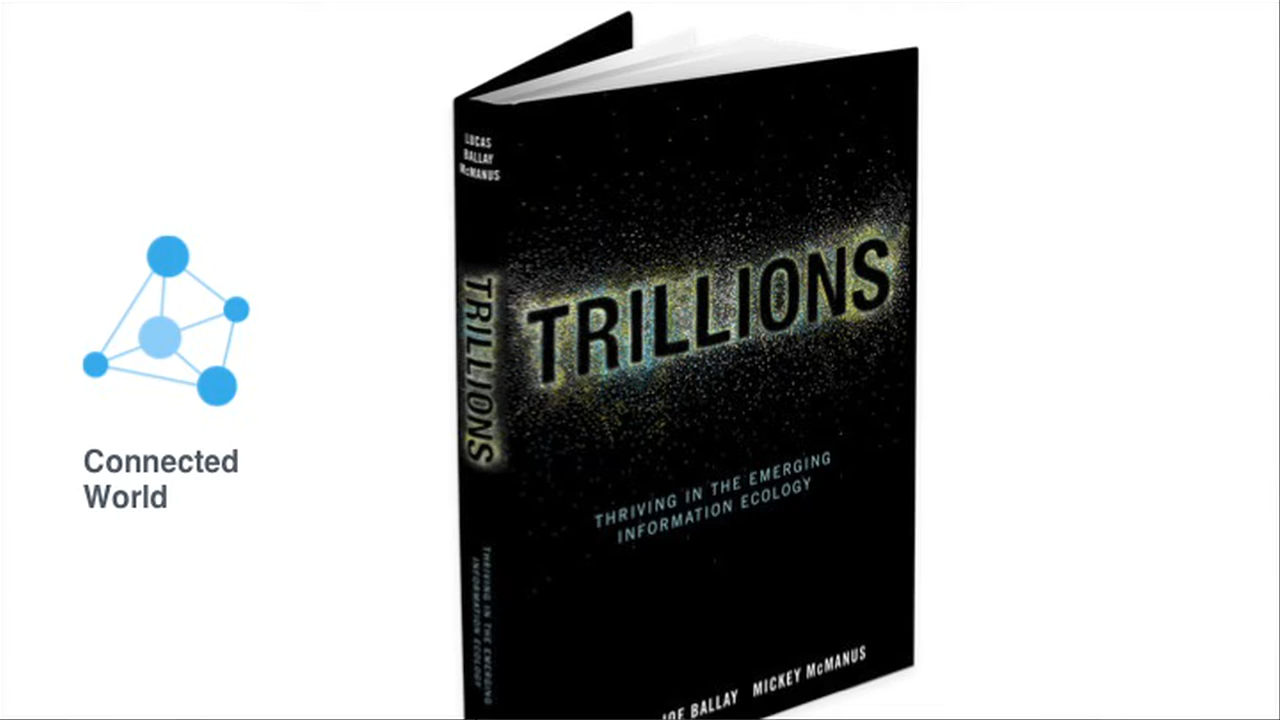 Connected
World
LUCAS
BALLAY
McMANUS
TRILLIONS
THRIVING IN THE EMERGING
INFORMATION ECOLOGY
TRILLIONS
THRIVING IN THE EMERGING
INFORMATION ECOLOGY
JOE BALLAY MICKEY McMANUS